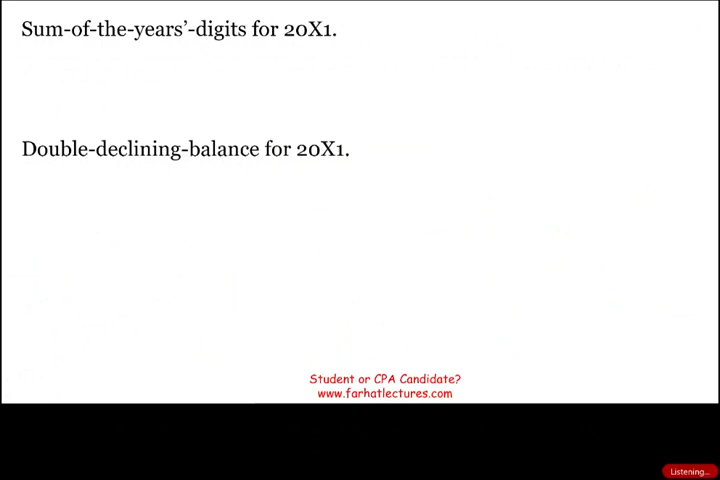 Sum-of-the-years’-digits for 20X1.
Double-declining-balance for 20X1.
Student or CPA Candidate?
www.farhatlectures.com
Listening...